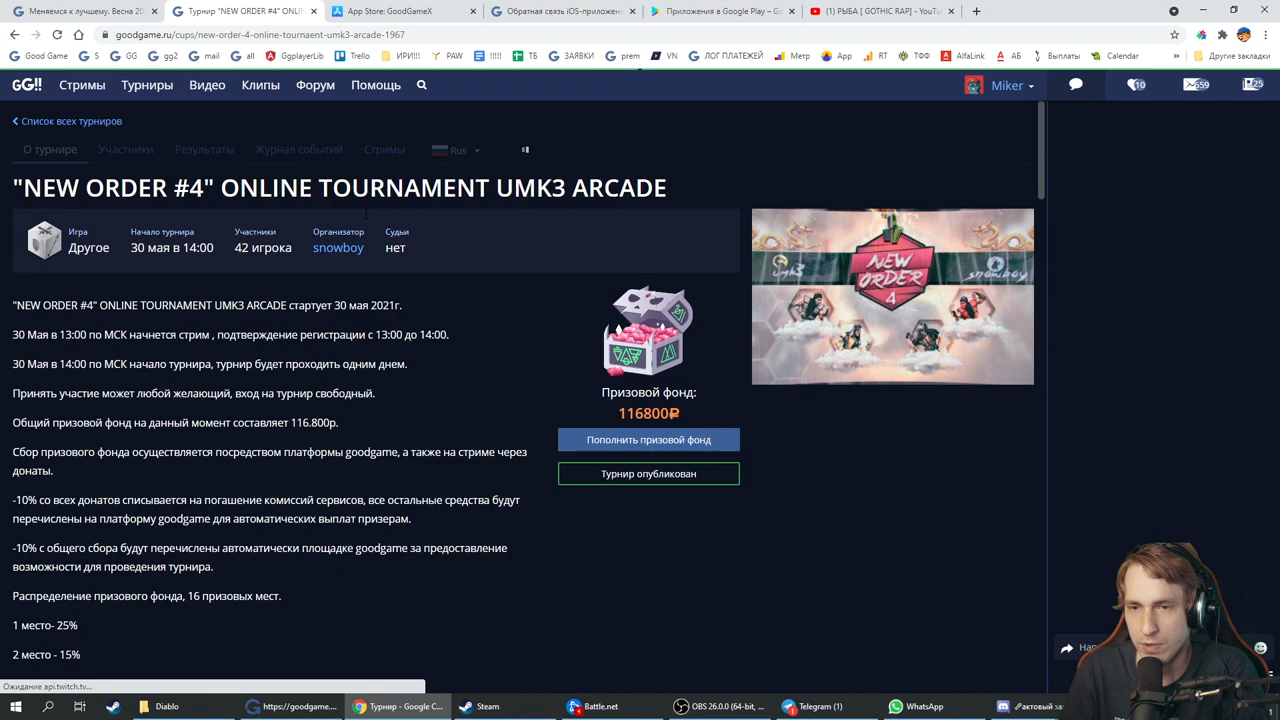 Меняемся к лучшему. Весна 20
Турнир "NEW ORDER #4" ONLI
App Store: GoodGameX
Обратная связь iOS-приложен
Приложения в Google Play – Go
(1) РЫБА [ GOTHIC RAP] - YouTu
goodgame.ru/cups/new-order-4-online-tournaent-umk3-arcade-1967
Good Game
S
GG
gg2
mail
all
GgplayerLib
Trello
ИРИ!!!
PAW
!!!!!
ТБ
ЗАЯВКИ
prem
VN
ЛОГ ПЛАТЕЖЕЙ
Метр
App
RT
ТФФ
AlfaLink
АБ
Выплаты
Calendar
Другие закладки
GG!!
Стримы
Турниры
Видео
Клипы
Форум
Помощь
Miker
10
659
25
Список всех турниров
О турнире
Участники
Результаты
Журнал событий
Стримы
Rus
"NEW ORDER #4" ONLINE TOURNAMENT UMK3 ARCADE
Игра
Начало турнира
Участники
Организатор
Судьи
Другое
30 мая в 14:00
42 игрока
snowboy
нет
NEW
ORDER
4
umk3
snowboy
"NEW ORDER #4" ONLINE TOURNAMENT UMK3 ARCADE стартует 30 мая 2021г.
30 Мая в 13:00 по МСК начнется стрим , подтверждение регистрации с 13:00 до 14:00.
30 Мая в 14:00 по МСК начало турнира, турнир будет проходить одним днем.
Принять участие может любой желающий, вход на турнир свободный.
Общий призовой фонд на данный момент составляет 116.800р.
Сбор призового фонда осуществляется посредством платформы goodgame, а также на стриме через
донаты.
-10% со всех донатов списывается на погашение комиссий сервисов, все остальные средства будут
перечислены на платформу goodgame для автоматических выплат призерам.
-10% с общего сбора будут перечислены автоматически площадке goodgame за предоставление
возможности для проведения турнира.
Распределение призового фонда, 16 призовых мест.
1 место- 25%
2 место - 15%
Призовой фонд:
116800₽
Пополнить призовой фонд
Турнир опубликован
Ожидание api.twitch.tv...
Diablo
https://goodgame....
Турнир - Google C...
Steam
Battle.net
4
OBS 26.0.0 (64-bit, ...
Telegram (1)
WhatsApp